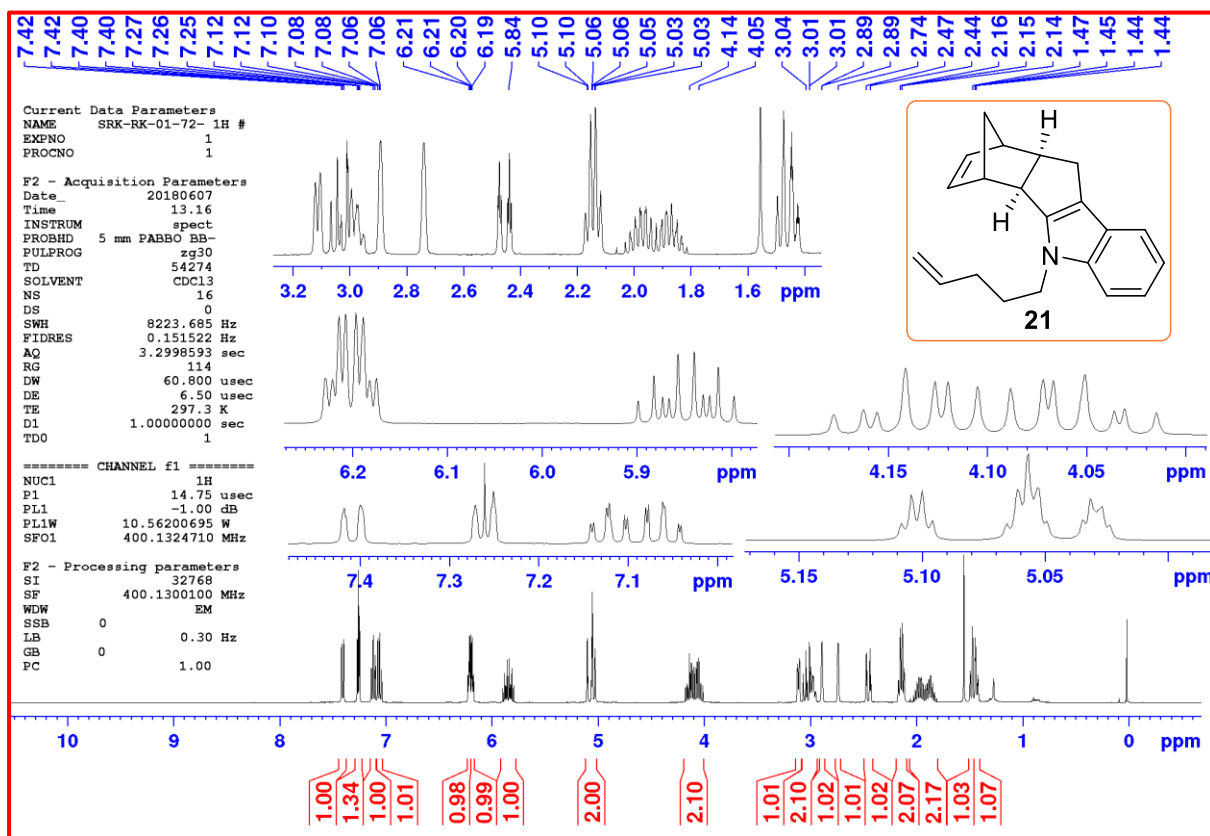 7.42 7.42 7.40 7.40 7.27 7.26 7.25 7.12 7.12 7.10 7.08 7.08 7.06 7.06 6.21 6.21 6.20 6.19 5.84 5.10 5.10 5.06 5.06 5.05 5.03 5.03 4.14 4.05 3.04 3.01 3.01 2.89 2.89 2.74 2.47 2.44 2.16 2.15 2.14 1.47 1.45 1.44 1.44
Current Data Parameters
NAME SRK-RK-01-72- 1H #
EXPNO 1
PROCNO 1
F2 - Acquisition Parameters
Date_ 20180607
Time 13.16
INSTRUM spect
PROBHD 5 mm PABBO BB-
PULPROG zg30
TD 54274
SOLVENT CDCl3
NS 16
DS 0
SWH 8223.685 Hz
FIDRES 0.151522 Hz
AQ 3.2998593 sec
RG 114
DW 60.800 usec
DE 6.50 usec
TE 297.3 K
D1 1.00000000 sec
TD0 1
======== CHANNEL f1 ========
NUC1 1H
P1 14.75 usec
PL1 -1.00 dB
PL1W 10.56200695 W
SFO1 400.1324710 MHz
F2 - Processing parameters
SI 32768
SF 400.1300100 MHz
WDW EM
SSB 0
LB 0.30 Hz
GB 0
PC 1.00
H
H
N
21
3.2 3.0 2.8 2.6 2.4 2.2 2.0 1.8 1.6 ppm
6.2 6.1 6.0 5.9 ppm
4.15 4.10 4.05 ppm
7.4 7.3 7.2 7.1 ppm
5.15 5.10 5.05 ppm
10 9 8 7 6 5 4 3 2 1 0 ppm
1.00 1.34 1.00 1.01 0.98 0.99 1.00 2.00 2.10 1.01 2.10 1.02 1.01 1.02 2.07 2.17 1.03 1.07